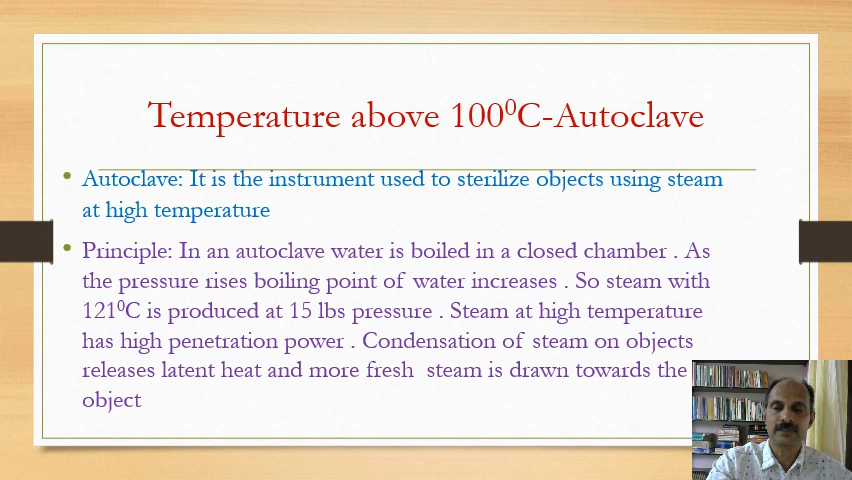 Temperature above 100⁰C-Autoclave
• Autoclave: It is the instrument used to sterilize objects using steam
at high temperature
• Principle: In an autoclave water is boiled in a closed chamber . As
the pressure rises boiling point of water increases . So steam with
121⁰C is produced at 15 lbs pressure . Steam at high temperature
has high penetration power . Condensation of steam on objects
releases latent heat and more fresh steam is drawn towards the
object